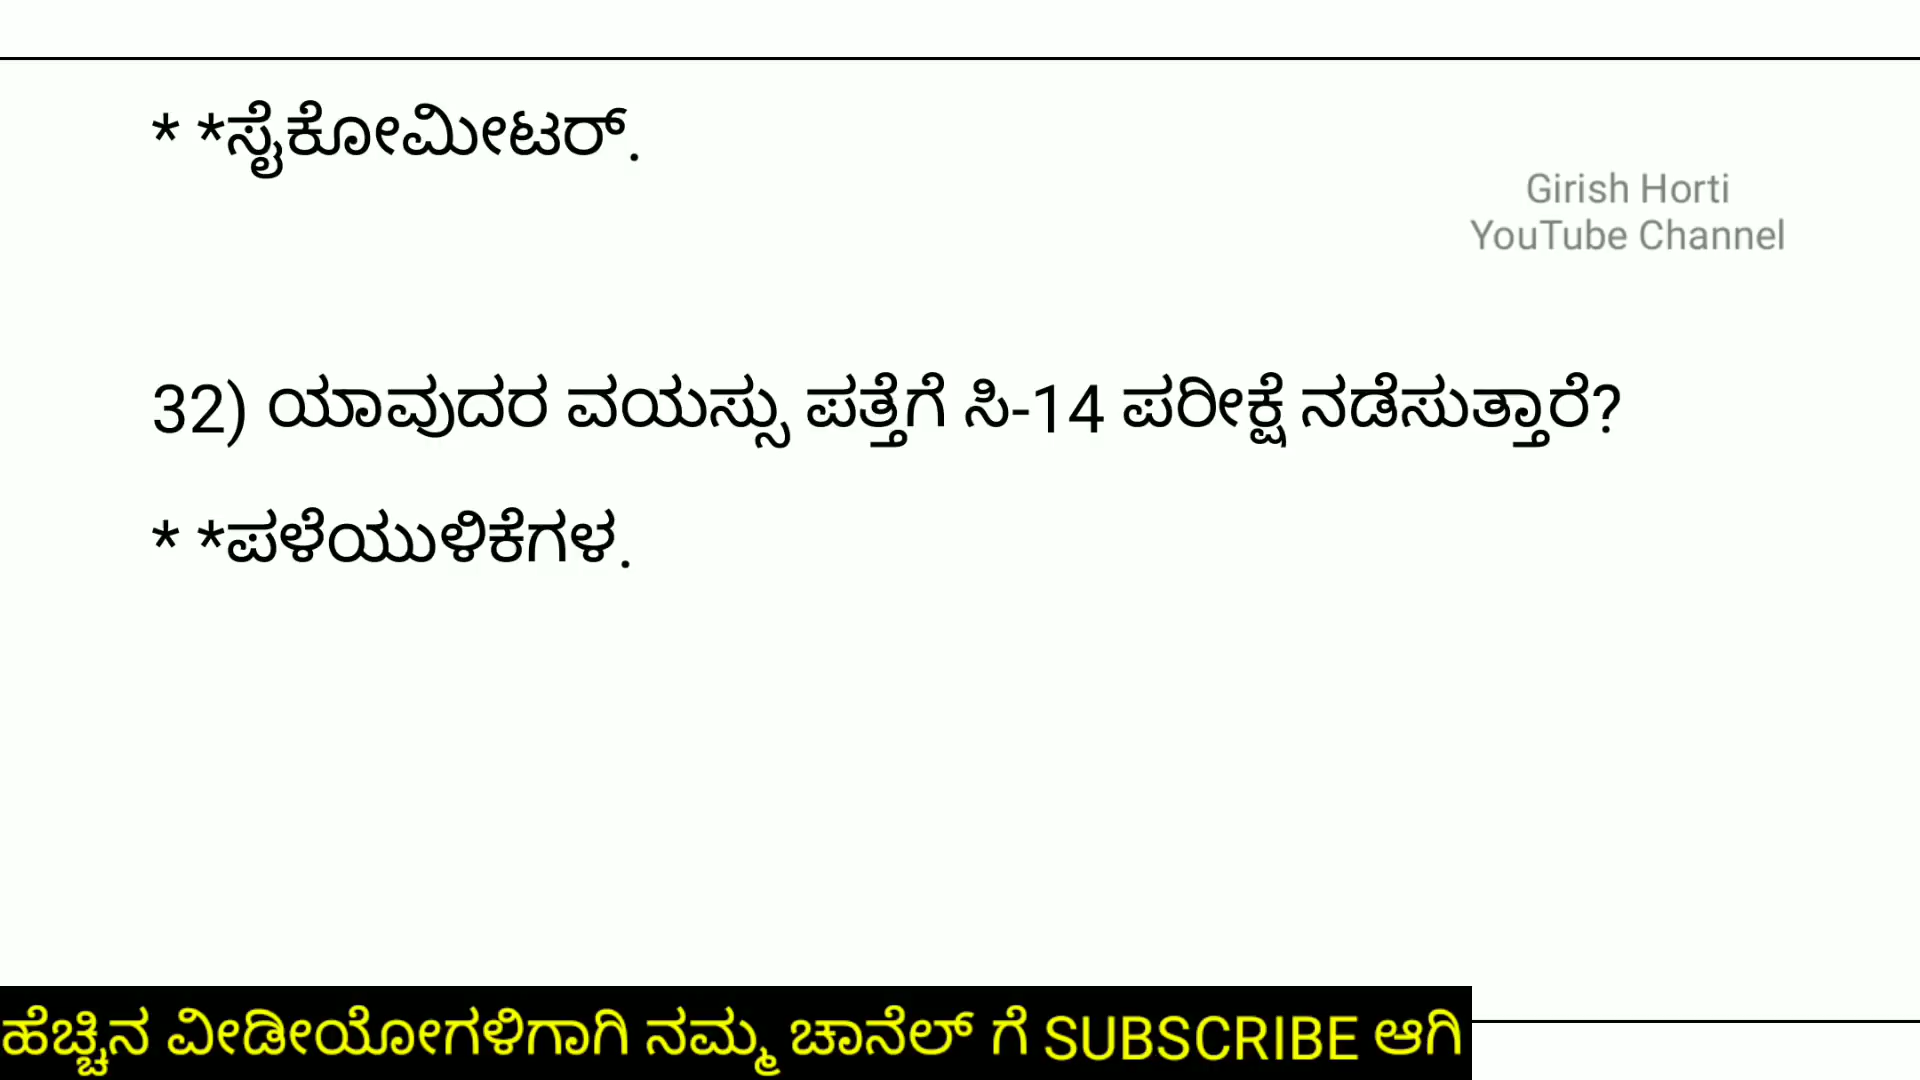 * *ಸೈಕೋಮೀಟರ್.
Girish Horti
YouTube Channel
32) ಯಾವುದರ ವಯಸ್ಸು ಪತ್ತೆಗೆ ಸಿ-14 ಪರೀಕ್ಷೆ ನಡೆಸುತ್ತಾರೆ?
* *ಪಳೆಯುಳಿಕೆಗಳ.
ಹೆಚ್ಚಿನ ವೀಡೀಯೋಗಳಿಗಾಗಿ ನಮ್ಮ ಚಾನೆಲ್ ಗೆ SUBSCRIBE ಆಗಿ